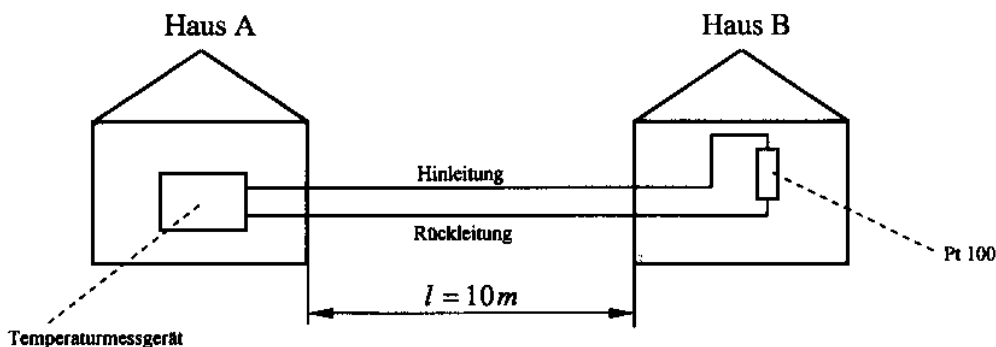 Haus A
Haus B
Hinleitung
Rückleitung
Pt 100
l = 10m
Temperaturmessgerät